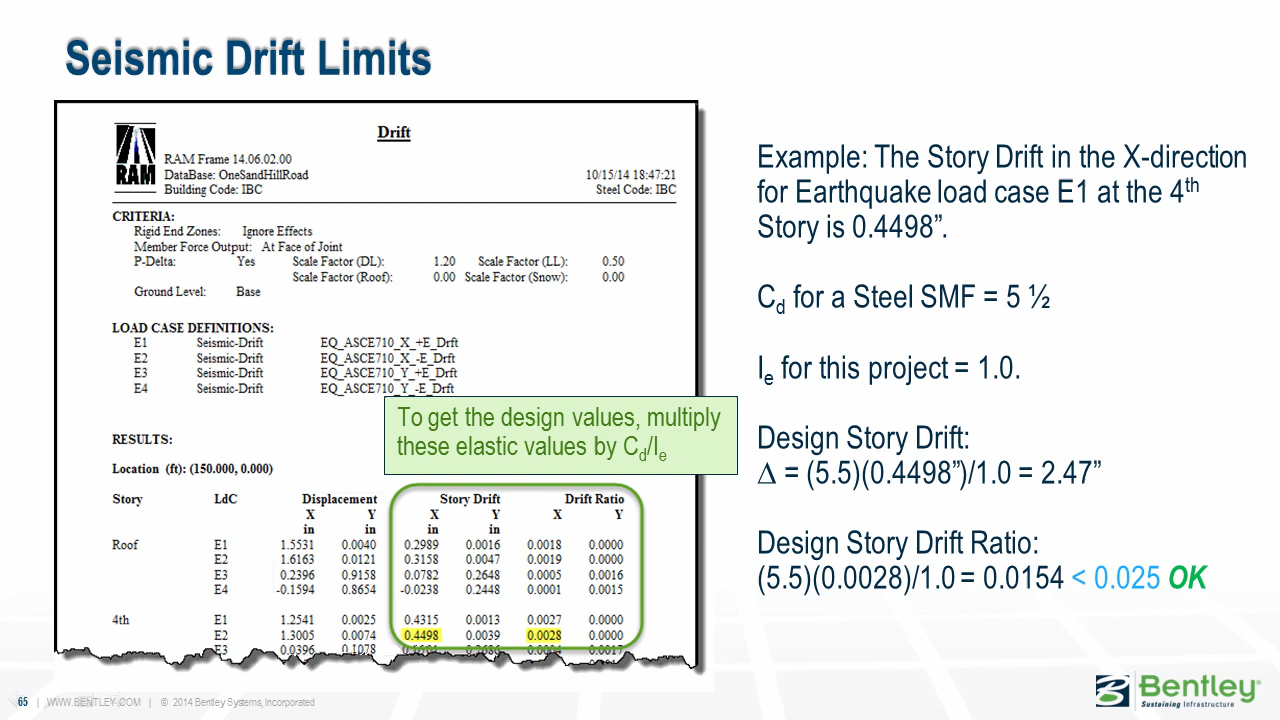 Seismic Drift Limits
Drift
RAM
RAM Frame 14.06.02.00
DataBase: OneSandHillRoad 10/15/14 18:47:21
Building Code: IBC Steel Code: IBC
CRITERIA:
Rigid End Zones: Ignore Effects
Member Force Output: At Face of Joint
P-Delta: Yes Scale Factor (DL): 1.20 Scale Factor (LL): 0.50
Scale Factor (Roof): 0.00 Scale Factor (Snow): 0.00
Ground Level: Base
LOAD CASE DEFINITIONS:
E1 Seismic-Drift EQ_ASCE710_X_+E_Drft
E2 Seismic-Drift EQ_ASCE710_X_-E_Drft
E3 Seismic-Drift EQ_ASCE710_Y_+E_Drft
E4 Seismic-Drift EQ_ASCE710_Y_-E_Drft
To get the design values, multiply
these elastic values by Cd/Ie
RESULTS:
Location (ft): (150.000, 0.000)
Story LdC Displacement Story Drift Drift Ratio
X Y X Y X Y
in in in in
Roof E1 1.5531 0.0040 0.2989 0.0016 0.0018 0.0000
E2 1.6163 0.0121 0.3158 0.0047 0.0019 0.0000
E3 0.2396 0.9158 0.0782 0.2648 0.0005 0.0016
E4 -0.1594 0.8654 -0.0238 0.2448 0.0001 0.0015
4th E1 1.2541 0.0025 0.4315 0.0013 0.0027 0.0000
E2 1.3005 0.0074 0.4498 0.0039 0.0028 0.0000
E3 0.0396
Example: The Story Drift in the X-direction
for Earthquake load case E1 at the 4th
Story is 0.4498”.
Cd for a Steel SMF = 5 ½
Ie for this project = 1.0.
Design Story Drift:
∆ = (5.5)(0.4498”)/1.0 = 2.47”
Design Story Drift Ratio:
(5.5)(0.0028)/1.0 = 0.0154 < 0.025 OK
65 | WWW.BENTLEY.COM | © 2014 Bentley Systems, Incorporated
Bentley®
Sustaining Infrastructure